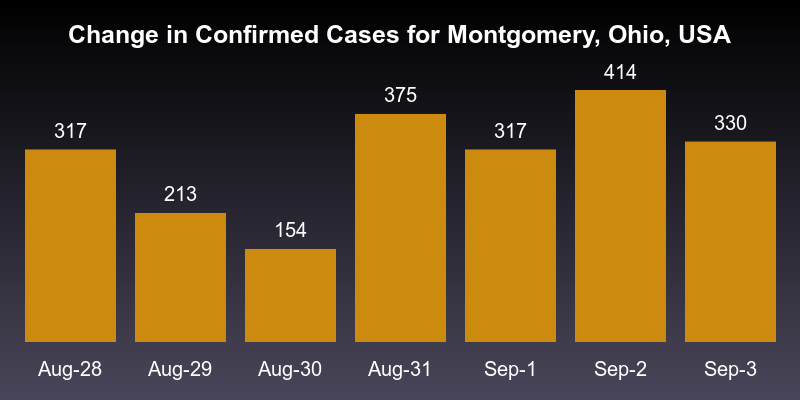 Change in Confirmed Cases for Montgomery, Ohio, USA
317
213
154
375
317
414
330
Aug-28
Aug-29
Aug-30
Aug-31
Sep-1
Sep-2
Sep-3